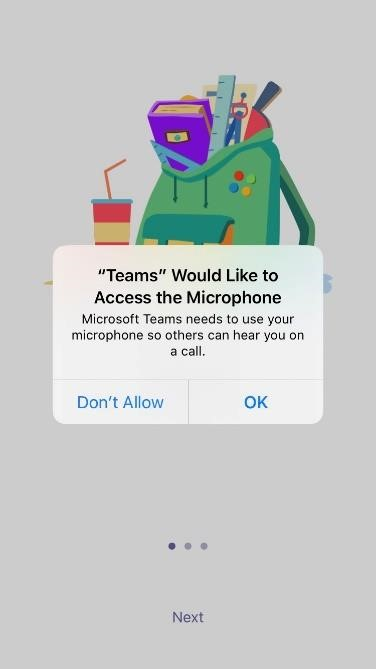 “Teams” Would Like to
Access the Microphone
Microsoft Teams needs to use your
microphone so others can hear you on
a call.
Don’t Allow
OK
Next